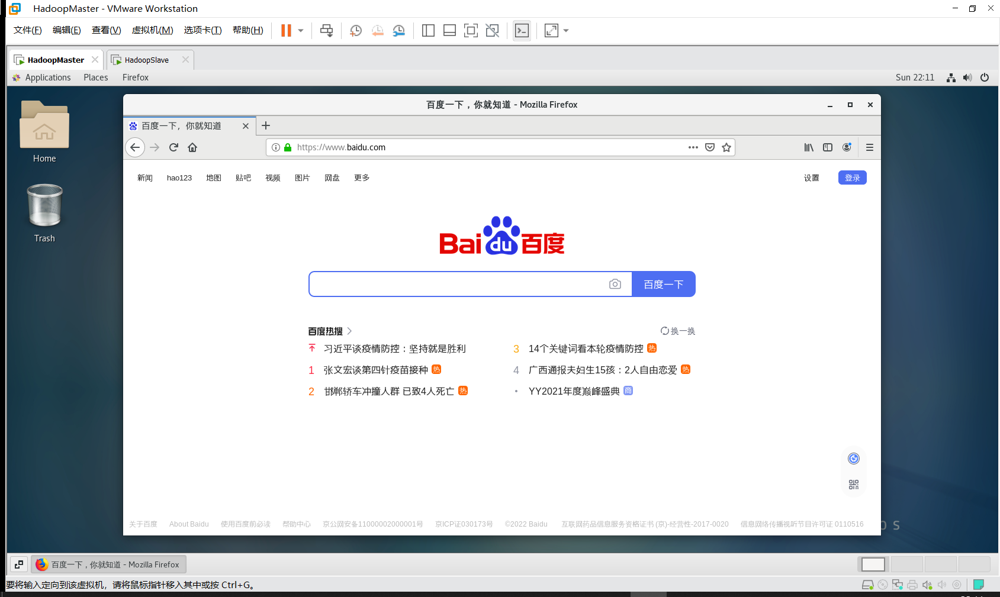 HadoopMaster - VMware Workstation
文件(F) 编辑(E) 查看(V) 虚拟机(M) 选项卡(T) 帮助(H)
HadoopMaster HadoopSlave
Applications Places Firefox Sun 22:11
百度一下，你就知道 - Mozilla Firefox
百度一下，你就知道
https://www.baidu.com
Home
新闻 hao123 地图 贴吧 视频 图片 网盘 更多 设置 登录
Trash
Bai du 百度
百度一下
百度热搜 换一换
习近平谈疫情防控：坚持就是胜利
3 14个关键词看本轮疫情防控 热
1 张文宏谈第四针疫苗接种 热
4 广西通报夫妇生15孩：2人自由恋爱 热
2 邯郸轿车冲撞人群 已致4人死亡 热
• YY2021年度巅峰盛典 商
关于百度 About Baidu 使用百度前必读 帮助中心 京公网安备11000002000001号 京ICP证030173号 ©2022 Baidu 互联网药品信息服务资格证书 (京)-经营性-2017-0020 信息网络传播视听节目许可证 0110516
O S
百度一下，你就知道 - Mozilla Firefox
要将输入定向到该虚拟机，请将鼠标指针移入其中或按 Ctrl+G。